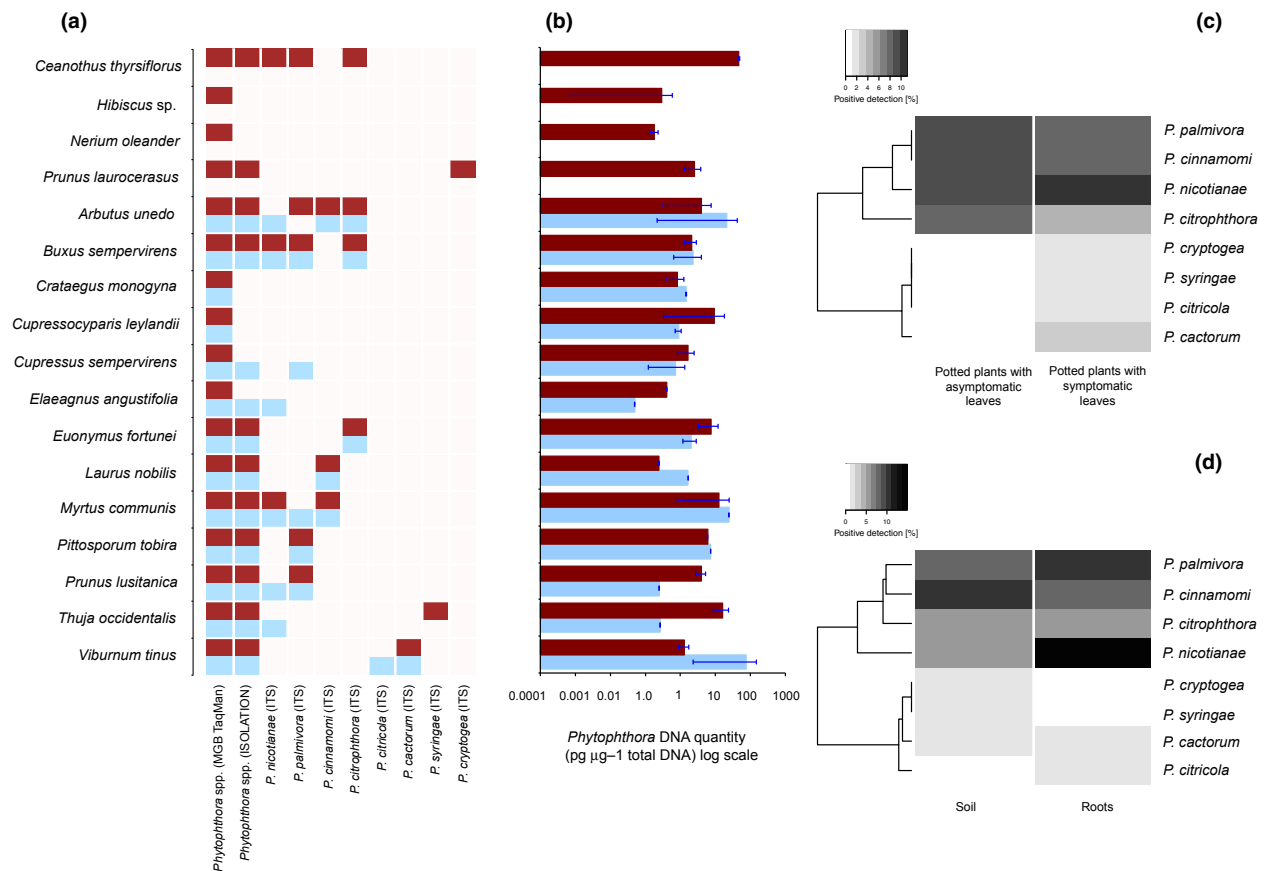 (a)
Ceanothus thyrsiflorus
Hibiscus sp.
Nerium oleander
Prunus laurocerasus
Arbutus unedo
Buxus sempervirens
Crataegus monogyna
Cupressocyparis leylandii
Cupressus sempervirens
Elaeagnus angustifolia
Euonymus fortunei
Laurus nobilis
Myrtus communis
Pittosporum tobira
Prunus lusitanica
Thuja occidentalis
Viburnum tinus
Phytophthora spp. (MGB TaqMan)
Phytophthora spp. (ISOLATION)
P. nicotianae (ITS)
P. palmivora (ITS)
P. cinnamomi (ITS)
P. citrophthora (ITS)
P. citricola (ITS)
P. cactorum (ITS)
P. syringae (ITS)
P. cryptogea (ITS)
(b)
0.0001 0.001 0.01 0.1 1.0 1 10 100 1000
Phytophthora DNA quantity
(pg µg–1 total DNA) log scale
(c)
0 2 4 6 8 10
Positive detection [%]
P. palmivora
P. cinnamomi
P. nicotianae
P. citrophthora
P. cryptogea
P. syringae
P. citricola
P. cactorum
Potted plants with
asymptomatic
leaves
Potted plants with
symptomatic
leaves
(d)
0 5 10
Positive detection [%]
P. palmivora
P. cinnamomi
P. citrophthora
P. nicotianae
P. cryptogea
P. syringae
P. cactorum
P. citricola
Soil
Roots